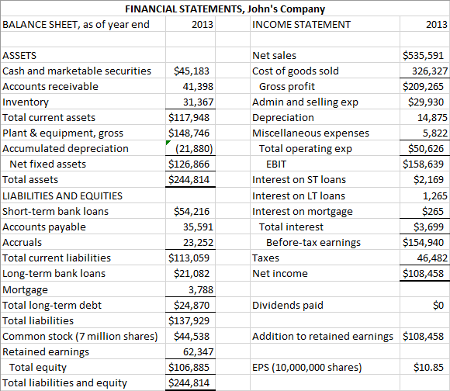 FINANCIAL STATEMENTS, John's Company
BALANCE SHEET, as of year end 2013 INCOME STATEMENT 2013
ASSETS Net sales $535,591
Cash and marketable securities $45,183 Cost of goods sold 326,327
Accounts receivable 41,398 Gross profit $209,265
Inventory 31,367 Admin and selling exp $29,930
Total current assets $117,948 Depreciation 14,875
Plant & equipment, gross $148,746 Miscellaneous expenses 5,822
Accumulated depreciation (21,880) Total operating exp $50,626
Net fixed assets $126,866 EBIT $158,639
Total assets $244,814 Interest on ST loans $2,169
LIABILITIES AND EQUITIES Interest on LT loans 1,265
Short-term bank loans $54,216 Interest on mortgage $265
Accounts payable 35,591 Total interest $3,699
Accruals 23,252 Before-tax earnings $154,940
Total current liabilities $113,059 Taxes 46,482
Long-term bank loans $21,082 Net income $108,458
Mortgage 3,788
Total long-term debt $24,870 Dividends paid $0
Total liabilities $137,929
Common stock (7 million shares) $44,538 Addition to retained earnings $108,458
Retained earnings 62,347
Total equity $106,885 EPS (10,000,000 shares) $10.85
Total liabilities and equity $244,814